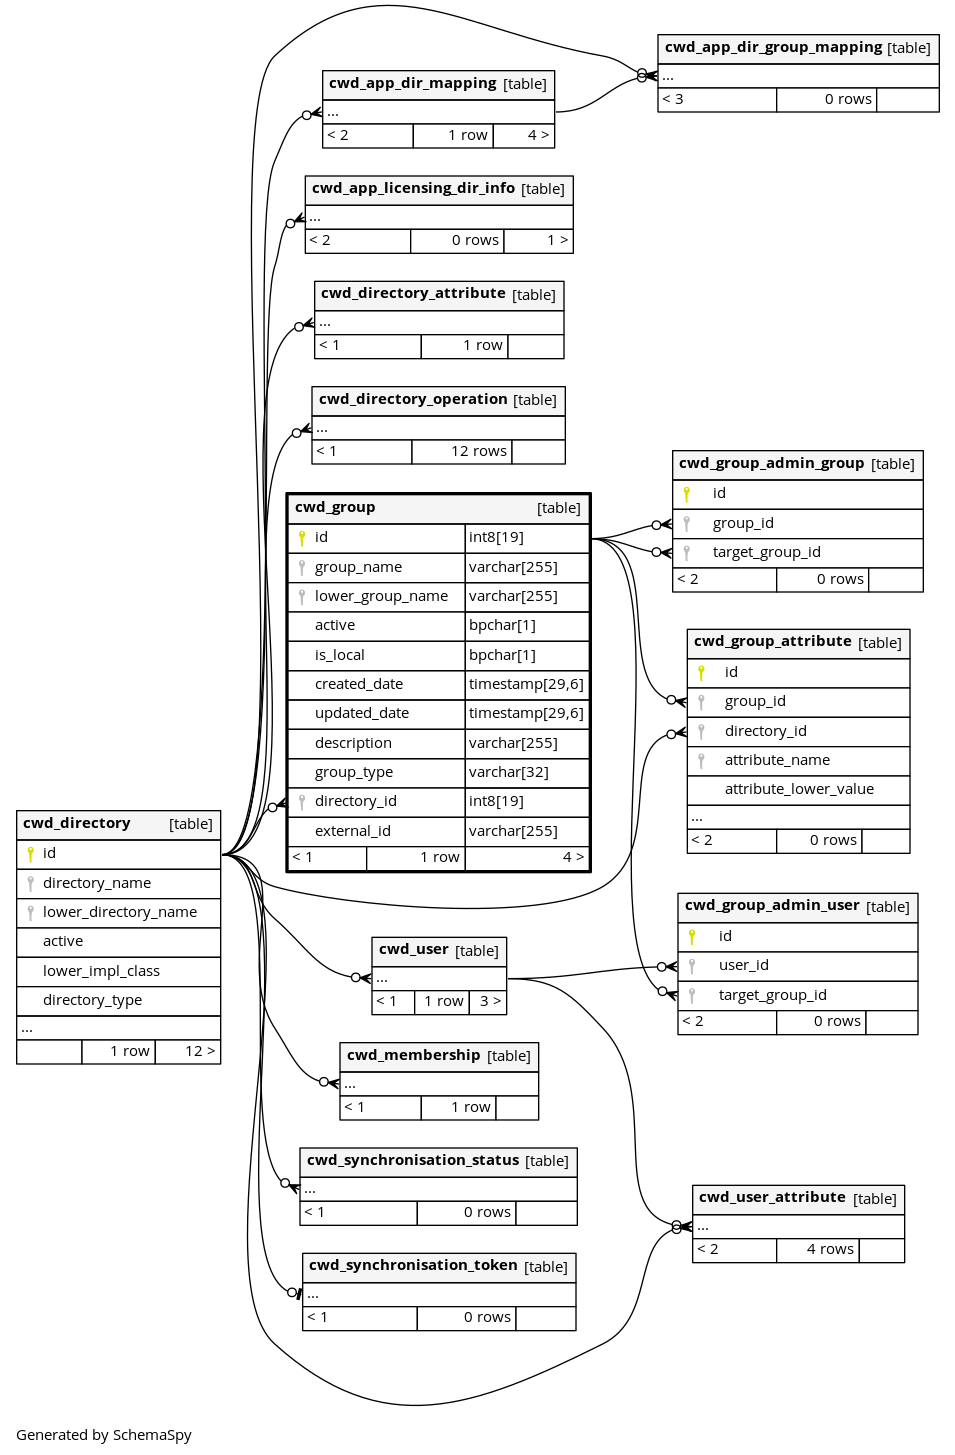 cwd_app_dir_group_mapping [table]
...
< 3 0 rows
cwd_app_dir_mapping [table]
...
< 2 1 row 4 >
cwd_app_licensing_dir_info [table]
...
< 2 0 rows 1 >
cwd_directory_attribute [table]
...
< 1 1 row
cwd_directory_operation [table]
...
< 1 12 rows
cwd_group [table]
id int8[19]
group_name varchar[255]
lower_group_name varchar[255]
active bpchar[1]
is_local bpchar[1]
created_date timestamp[29,6]
updated_date timestamp[29,6]
description varchar[255]
group_type varchar[32]
directory_id int8[19]
external_id varchar[255]
< 1 1 row 4 >
cwd_group_admin_group [table]
id
group_id
target_group_id
< 2 0 rows
cwd_group_attribute [table]
id
group_id
directory_id
attribute_name
attribute_lower_value
...
< 2 0 rows
cwd_directory [table]
id
directory_name
lower_directory_name
active
lower_impl_class
directory_type
...
1 row 12 >
cwd_group_admin_user [table]
id
user_id
target_group_id
< 2 0 rows
cwd_user [table]
...
< 1 1 row 3 >
cwd_membership [table]
...
< 1 1 row
cwd_synchronisation_status [table]
...
< 1 0 rows
cwd_user_attribute [table]
...
< 2 4 rows
cwd_synchronisation_token [table]
...
< 1 0 rows
Generated by SchemaSpy